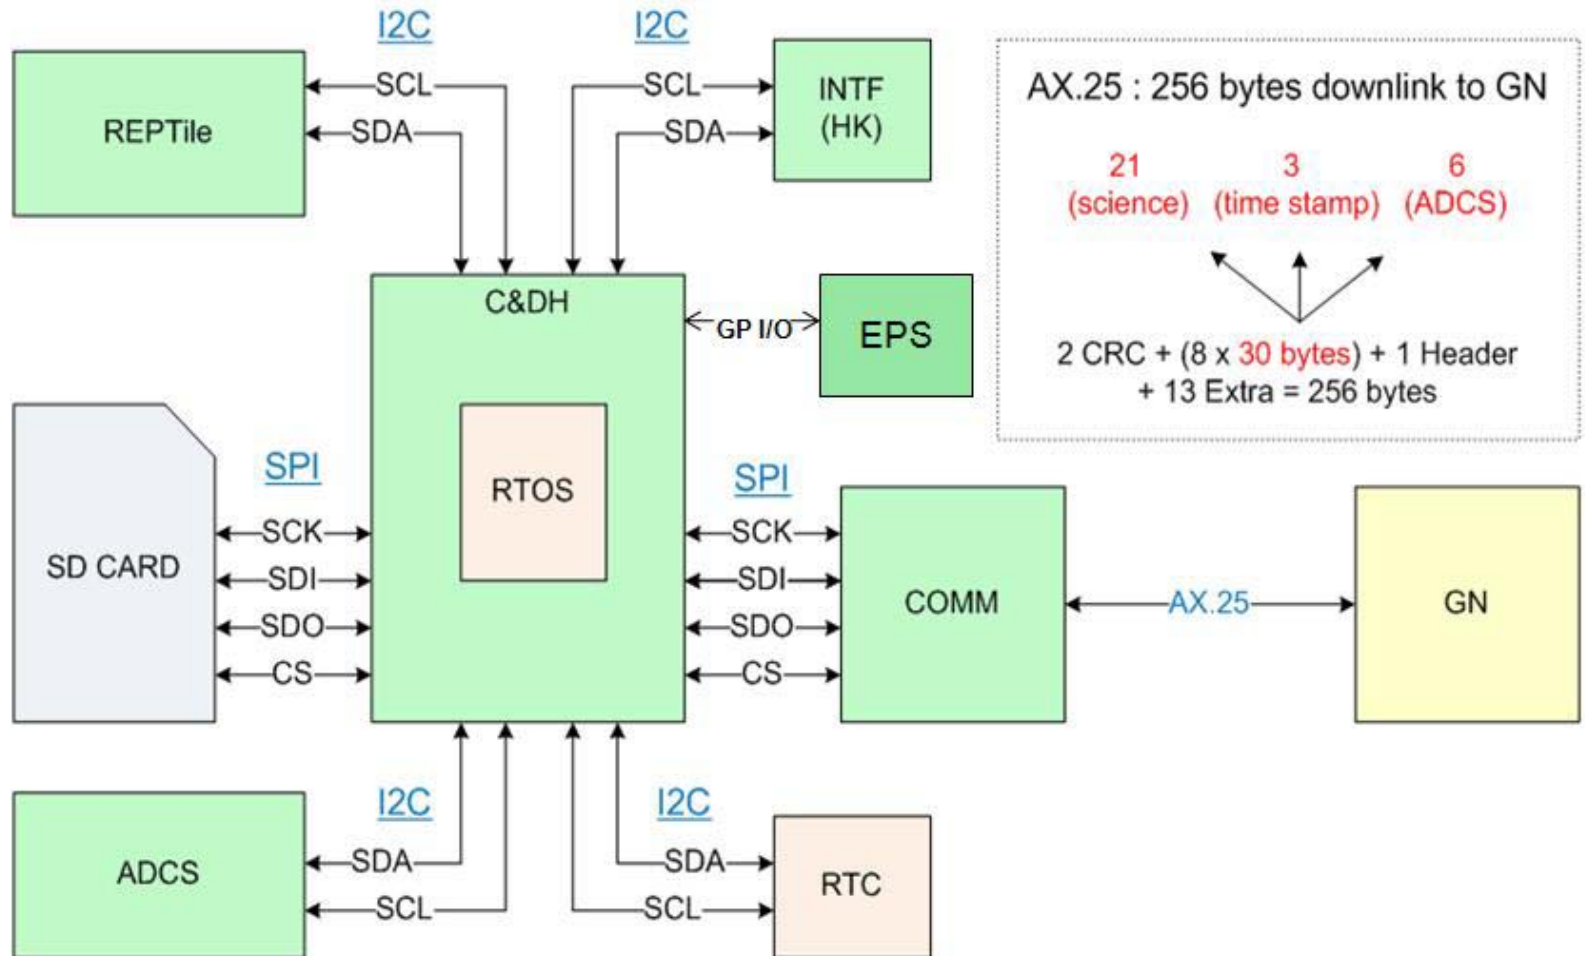 I2C
I2C
REPTile
SCL
SDA
SCL
SDA
INTF
(HK)
AX.25 : 256 bytes downlink to GN
21
(science)
3
(time stamp)
6
(ADCS)
2 CRC + (8 x 30 bytes) + 1 Header
+ 13 Extra = 256 bytes
C&DH
GP I/O
EPS
RTOS
SD CARD
SPI
SCK
SDI
SDO
CS
SPI
SCK
SDI
SDO
CS
COMM
AX.25
GN
ADCS
I2C
SDA
SCL
I2C
SDA
SCL
RTC